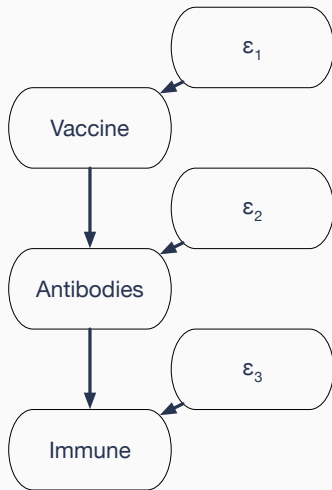 ε₁
Vaccine
ε₂
Antibodies
ε₃
Immune